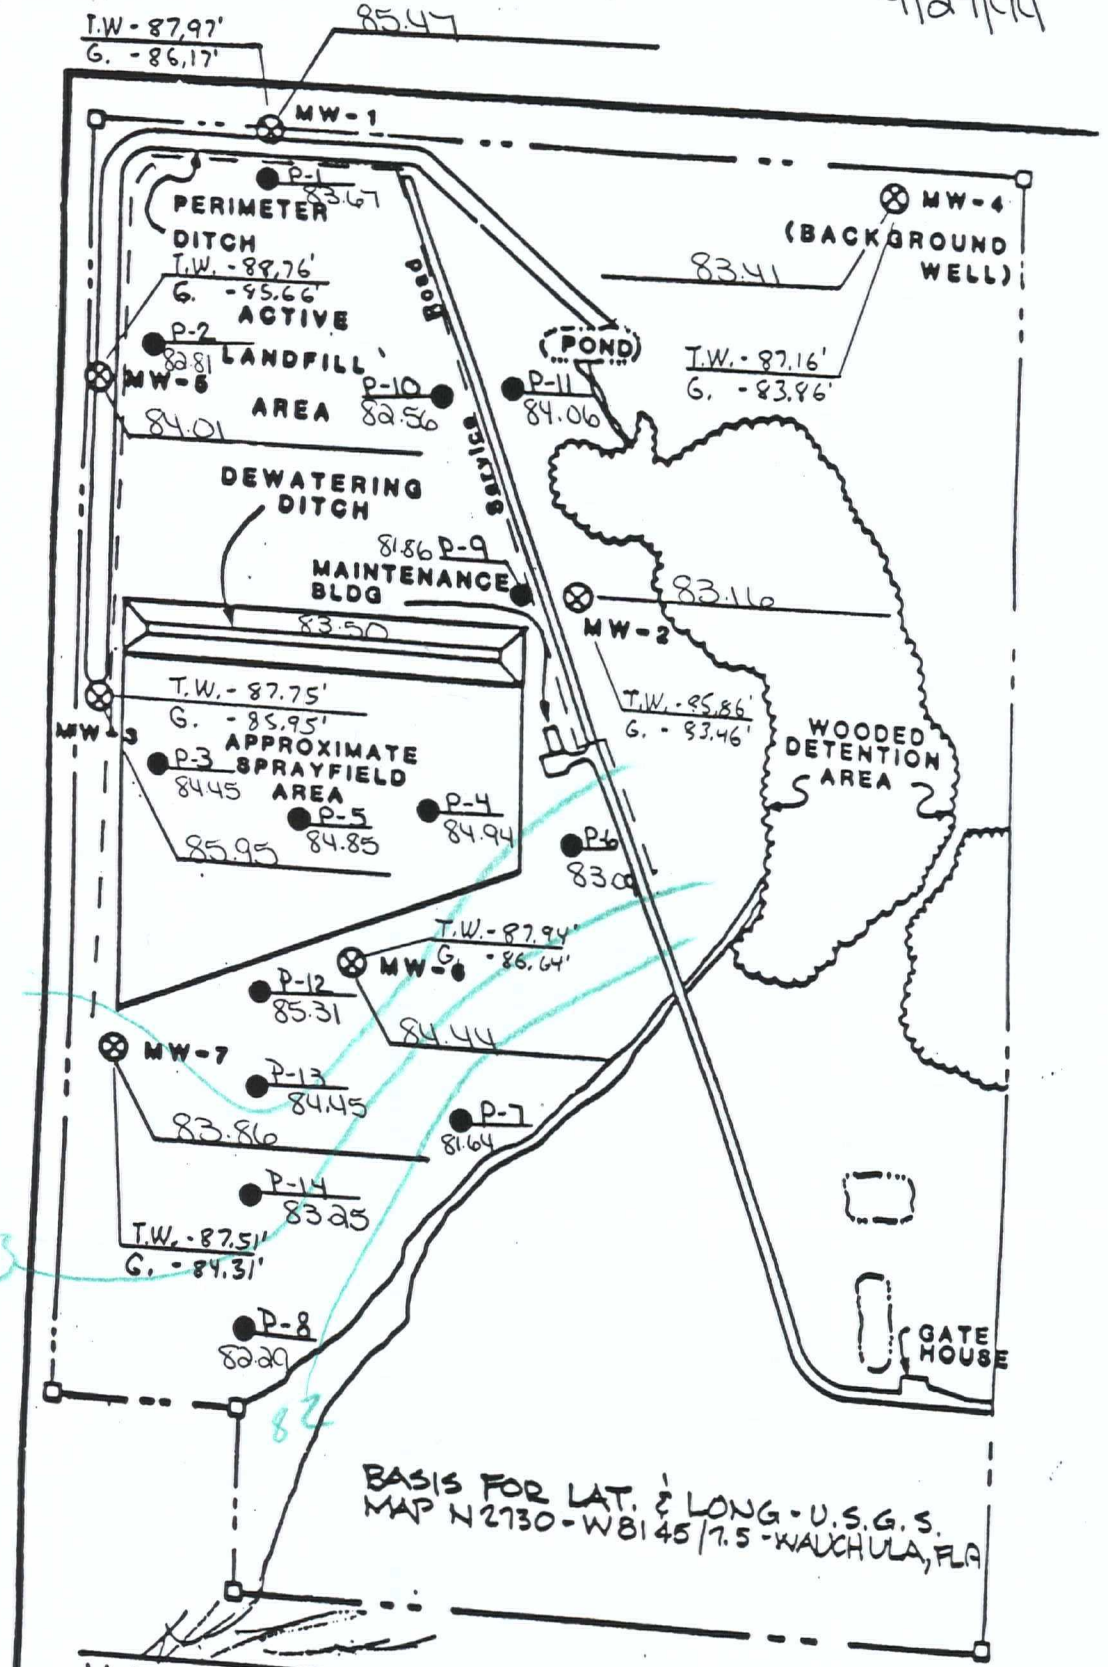 T.W - 87,97'
G. - 86,17'
85.47
MW-1
P-1
83.67
PERIMETER
DITCH
MW-4
(BACKGROUND
WELL)
83.41
T.W. - 88,76'
G. - 85.66'
ACTIVE
LANDFILL
AREA
P-2
82.81
MW-5
84.01
Road
Service
POND
P-10
82.56
P-11
84.06
T.W. - 87.16'
G. - 83.86'
DEWATERING
DITCH
81.86 P-9
MAINTENANCE
BLDG
83.50
83.16
MW-2
T.W. - 87.75'
G. - 85.95'
MW-3
T.W. - 85.86'
G. - 83.46'
WOODED
DETENTION
AREA
APPROXIMATE
SPRAYFIELD
AREA
P-3
84.45
P-5
84.85
P-4
84.94
P-6
85.95
T.W. - 87.94'
G. - 86.64'
MW-6
P-12
85.31
84.44
MW-7
P-13
84.45
83.86
P-7
81.64
P-14
83.25
T.W. - 87.51'
G. - 84.31'
3
P-8
82.29
82
GATE
HOUSE
BASIS FOR LAT. & LONG - U.S.G.S.
MAP N2730-W8145/7.5-WAUCHULA, FLA